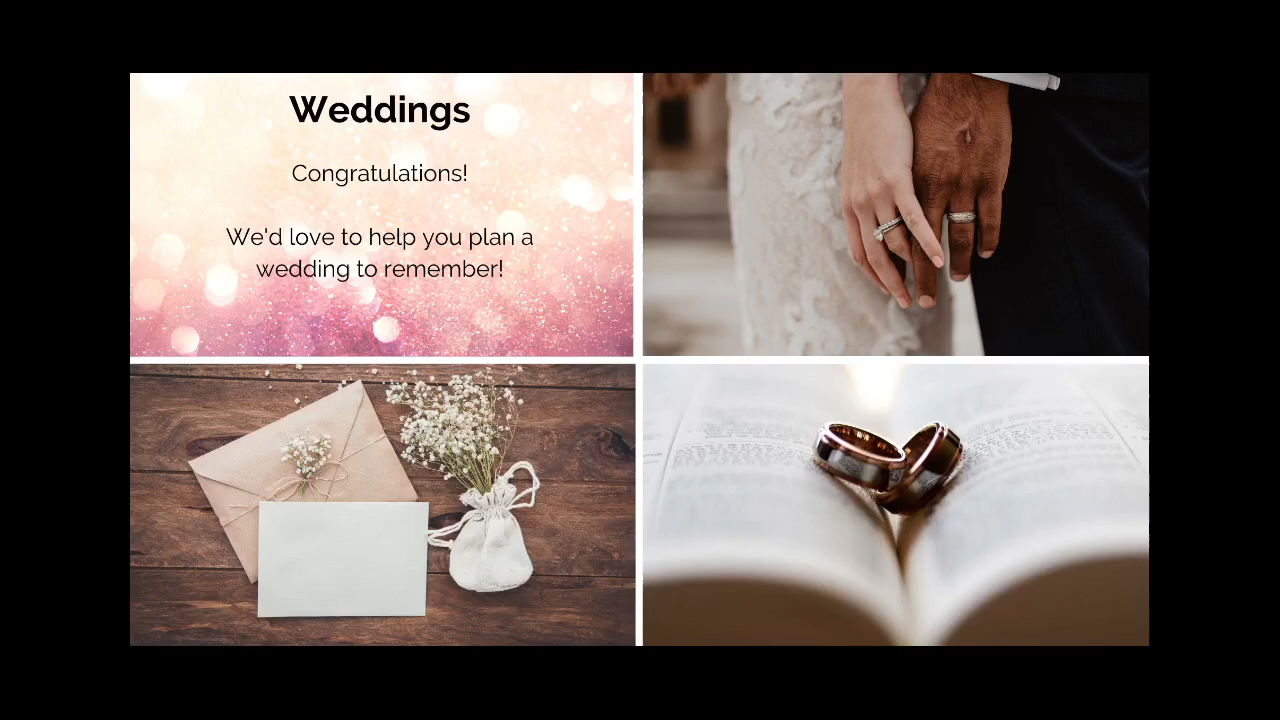 Weddings
Congratulations!
We'd love to help you plan a
wedding to remember!